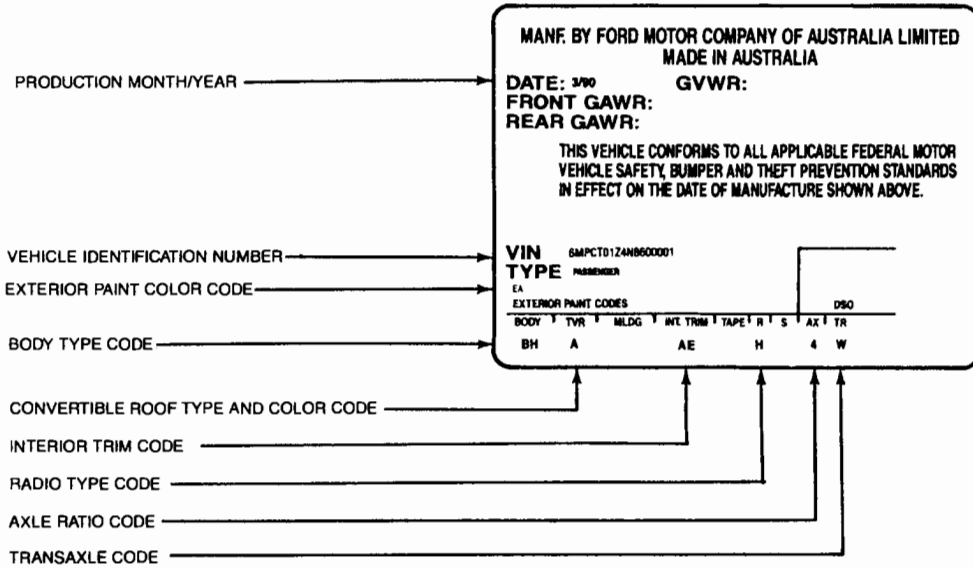 MANF. BY FORD MOTOR COMPANY OF AUSTRALIA LIMITED
MADE IN AUSTRALIA
PRODUCTION MONTH/YEAR
DATE: 3/90 GVWR:
FRONT GAWR:
REAR GAWR:
THIS VEHICLE CONFORMS TO ALL APPLICABLE FEDERAL MOTOR
VEHICLE SAFETY, BUMPER AND THEFT PREVENTION STANDARDS
IN EFFECT ON THE DATE OF MANUFACTURE SHOWN ABOVE.
VEHICLE IDENTIFICATION NUMBER
VIN 6MPCT01Z4N8600001
TYPE PASSENGER
EXTERIOR PAINT COLOR CODE
EA
EXTERIOR PAINT CODES DSO
BODY TVR MLDG INT. TRIM TAPE R S AX TR
BODY TYPE CODE
BH A AE H 4 W
CONVERTIBLE ROOF TYPE AND COLOR CODE
INTERIOR TRIM CODE
RADIO TYPE CODE
AXLE RATIO CODE
TRANSAXLE CODE